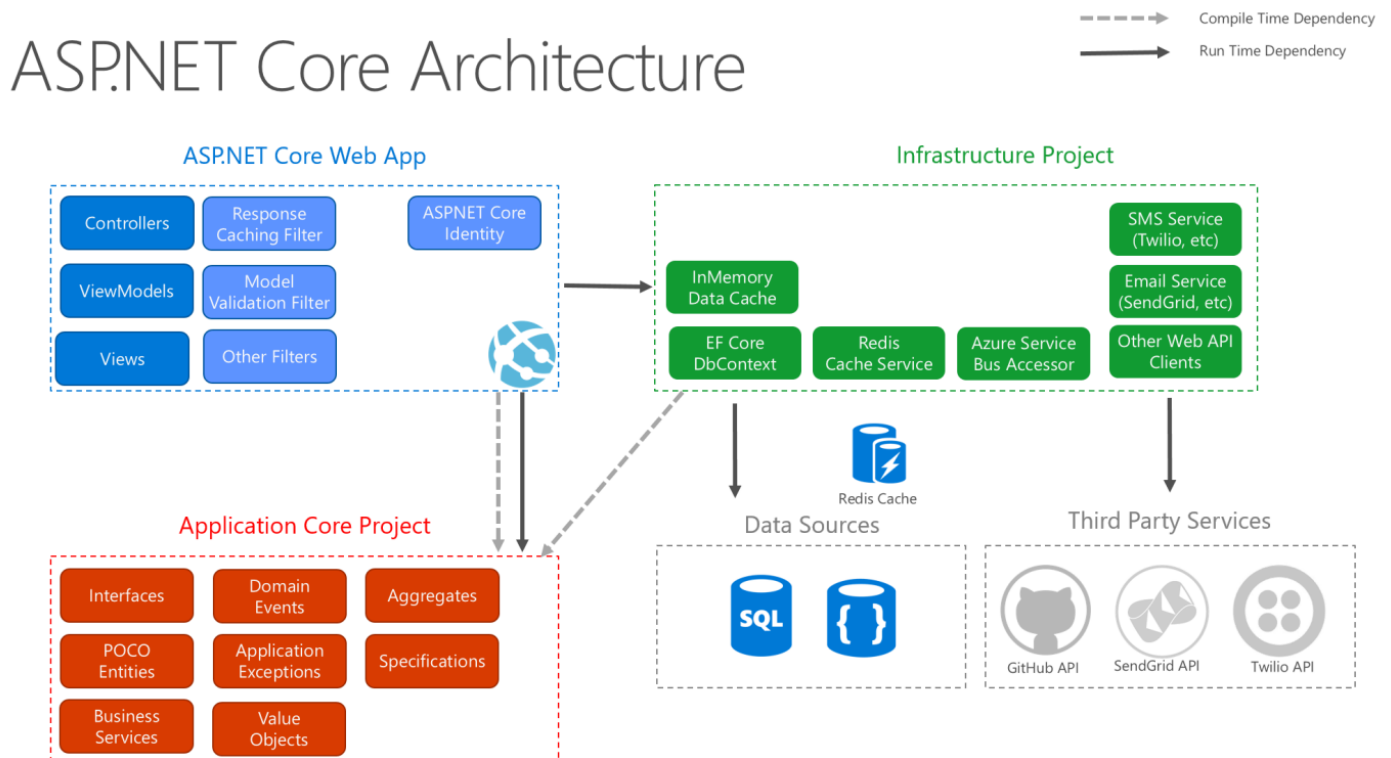 Compile Time Dependency
Run Time Dependency
ASP.NET Core Architecture
ASP.NET Core Web App
Controllers
Response
Caching Filter
ASPNET Core
Identity
ViewModels
Model
Validation Filter
Views
Other Filters
Infrastructure Project
SMS Service
(Twilio, etc)
InMemory
Data Cache
Email Service
(SendGrid, etc)
EF Core
DbContext
Redis
Cache Service
Azure Service
Bus Accessor
Other Web API
Clients
Redis Cache
Application Core Project
Interfaces
Domain
Events
Aggregates
POCO
Entities
Application
Exceptions
Specifications
Business
Services
Value
Objects
Data Sources
SQL
{ }
Third Party Services
GitHub API
SendGrid API
Twilio API